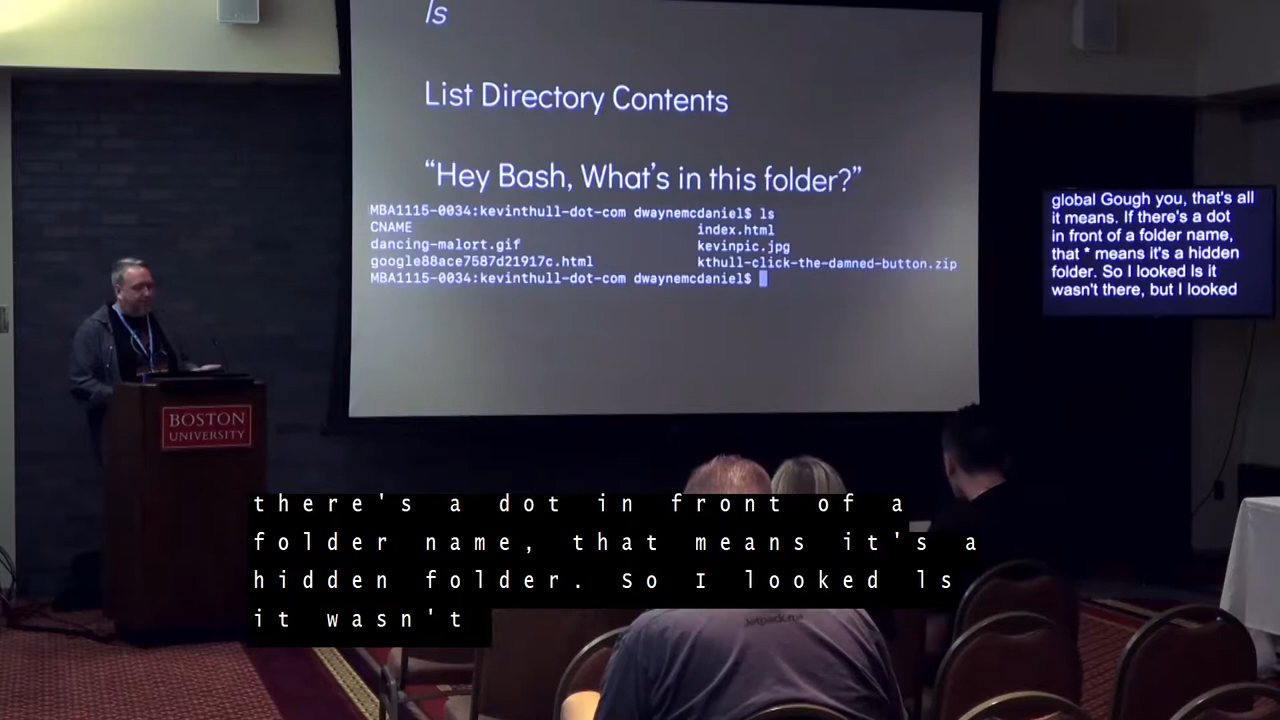 ls
List Directory Contents
“Hey Bash, What’s in this folder?”
MBA1115-0034:kevinthull-dot-com dwaynemcdaniel$ ls
CNAME index.html
dancing-malort.gif kevinpic.jpg
google88ace7587d21917c.html kthull-click-the-damned-button.zip
MBA1115-0034:kevinthull-dot-com dwaynemcdaniel$
global Gough you, that's all
it means. If there's a dot
in front of a folder name,
that * means it's a hidden
folder. So I looked ls it
wasn't there, but I looked
BOSTON
UNIVERSITY
there's a dot in front of a
folder name, that means it's a
hidden folder. So I looked ls
it wasn't